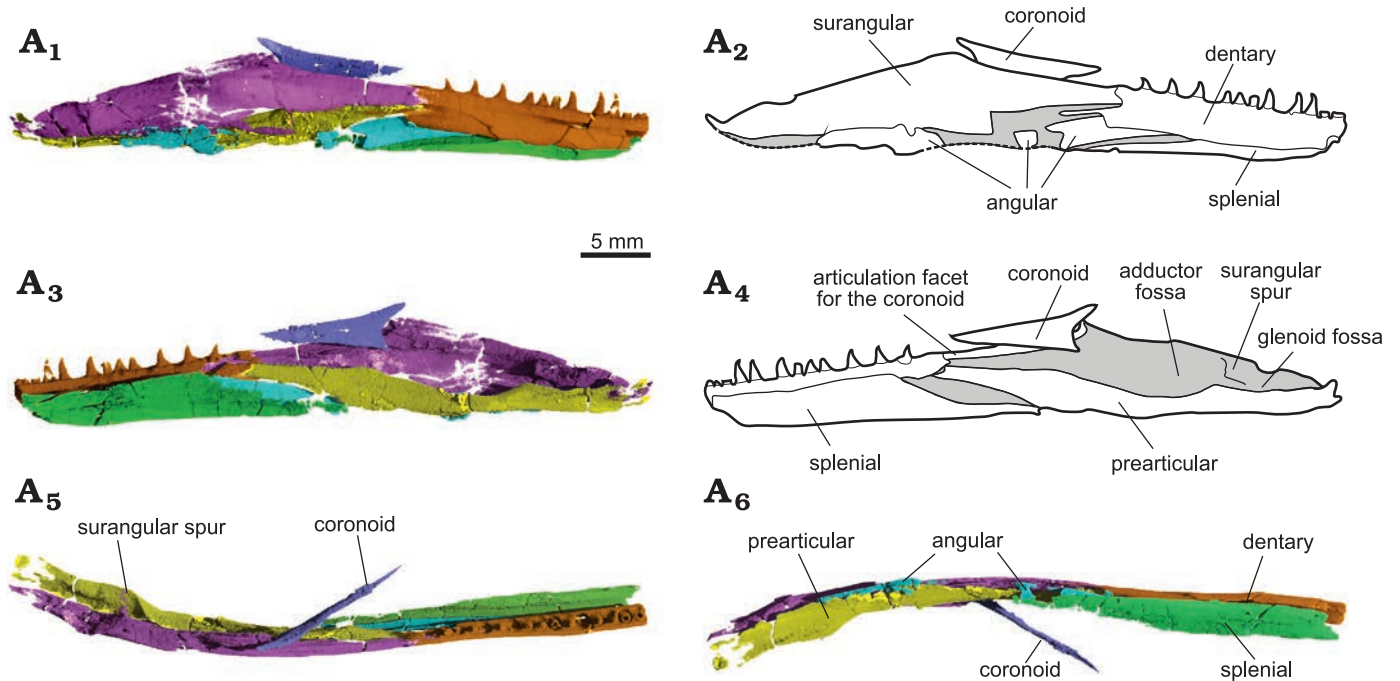 A1
A2
surangular
coronoid
dentary
angular
splenial
5 mm
A3
A4
articulation facet
for the coronoid
coronoid
adductor
fossa
surangular
spur
glenoid fossa
splenial
prearticular
A5
surangular spur
coronoid
A6
prearticular
angular
dentary
coronoid
splenial